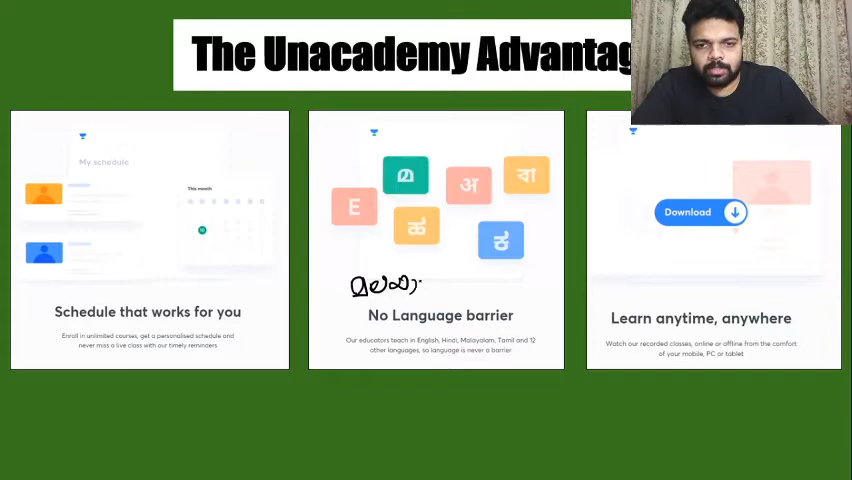 The Unacademy Advantag
My schedule
This month
മ
अ
বা
E
ಹ
ಕ
Download
മലയാ
Schedule that works for you
Enroll in unlimited courses, get a personalised schedule and
never miss a live class with our timely reminders
No Language barrier
Our educators teach in English, Hindi, Malayalam, Tamil and 12
other languages, so language is never a barrier
Learn anytime, anywhere
Watch our recorded classes, online or offline from the comfort
of your mobile, PC or tablet